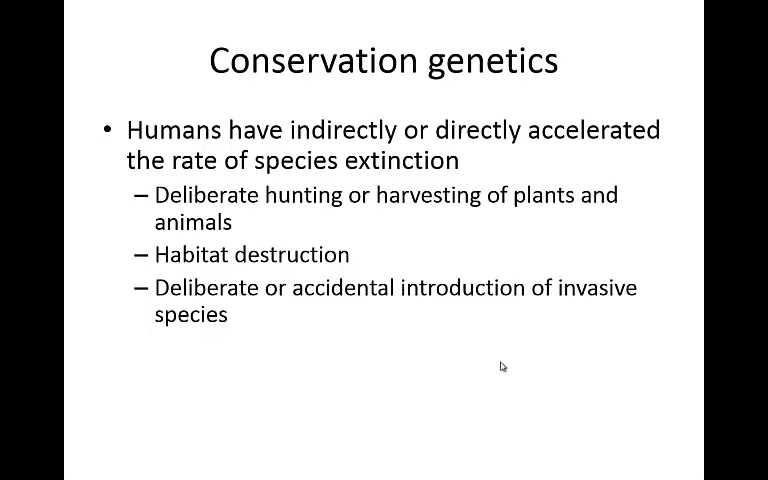 Conservation genetics
• Humans have indirectly or directly accelerated
the rate of species extinction
– Deliberate hunting or harvesting of plants and
animals
– Habitat destruction
– Deliberate or accidental introduction of invasive
species